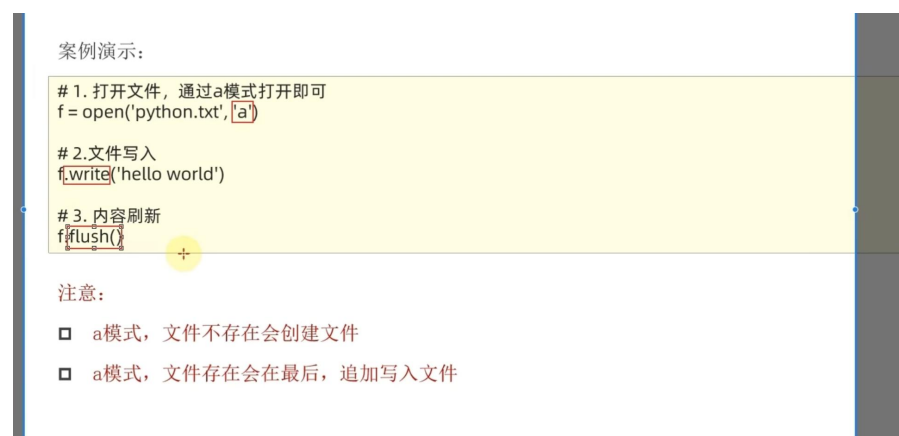 案例演示：
# 1. 打开文件，通过a模式打开即可
f = open('python.txt', 'a')
# 2.文件写入
f.write('hello world')
# 3. 内容刷新
f.flush()
注意：
a模式，文件不存在会创建文件
a模式，文件存在会在最后，追加写入文件